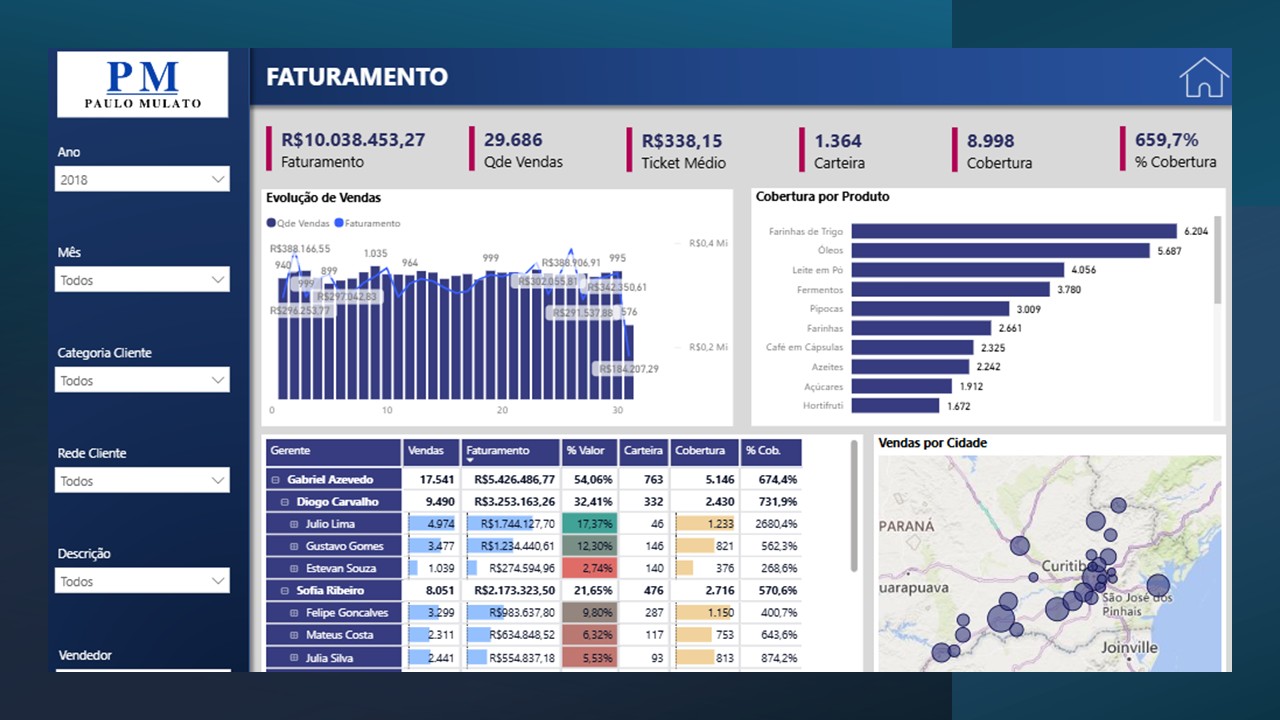 PM
PAULO MULATO
Ano
2018
Mês
Todos
Categoria Cliente
Todos
Rede Cliente
Todos
Descrição
Todos
Vendedor
FATURAMENTO
R$10.038.453,27
Faturamento
29.686
Qde Vendas
R$338,15
Ticket Médio
1.364
Carteira
8.998
Cobertura
659,7%
% Cobertura
Evolução de Vendas
Qde Vendas Faturamento
R$388.166,55
940
999
R$296.253,77
899
R$297.042,83
1.035
964
999
R$302.055,81
R$388.906,91
995
R$342.350,61
R$291.537,88
576
R$184.207,29
R$0,4 Mi
R$0,2 Mi
0 10 20 30
Cobertura por Produto
Farinhas de Trigo 6.204
Óleos 5.687
Leite em Pó 4.056
Fermentos 3.780
Pipocas 3.009
Farinhas 2.661
Café em Cápsulas 2.325
Azeites 2.242
Açúcares 1.912
Hortifruti 1.672
Gerente Vendas Faturamento % Valor Carteira Cobertura % Cob.
Gabriel Azevedo 17.541 R$5.426.486,77 54,06% 763 5.146 674,4%
Diogo Carvalho 9.490 R$3.253.163,26 32,41% 332 2.430 731,9%
Julio Lima 4.974 R$1.744.127,70 17,37% 46 1.233 2680,4%
Gustavo Gomes 3.477 R$1.234.440,61 12,30% 146 821 562,3%
Estevan Souza 1.039 R$274.594,96 2,74% 140 376 268,6%
Sofia Ribeiro 8.051 R$2.173.323,50 21,65% 476 2.716 570,6%
Felipe Goncalves 3.299 R$983.637,80 9,80% 287 1.150 400,7%
Mateus Costa 2.311 R$634.848,52 6,32% 117 753 643,6%
Julia Silva 2.441 R$554.837,18 5,53% 93 813 874,2%
Vendas por Cidade
PARANÁ
Curitib
uarapuava
São José dos
Pinhais
Joinville